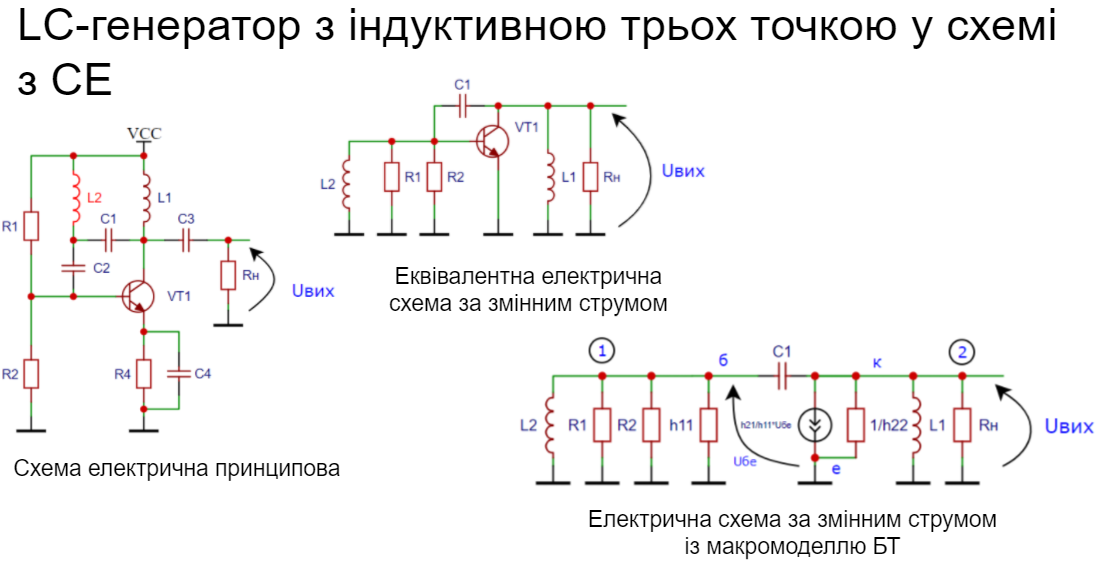 LC-генератор з індуктивною трьох точкою у схемі
з СЕ
VCC
L2
L1
R1
C1
C3
C2
Rн
Uвих
VT1
R2
R4
C4
Схема електрична принципова
C1
VT1
L2
R1
R2
L1
Rн
Uвих
Еквівалентна електрична
схема за змінним струмом
1
б
C1
к
2
L2
R1
R2
h11
h21/h11*Uбе
1/h22
L1
Rн
Uвих
Uбе
е
Електрична схема за змінним струмом
із макромоделлю БТ